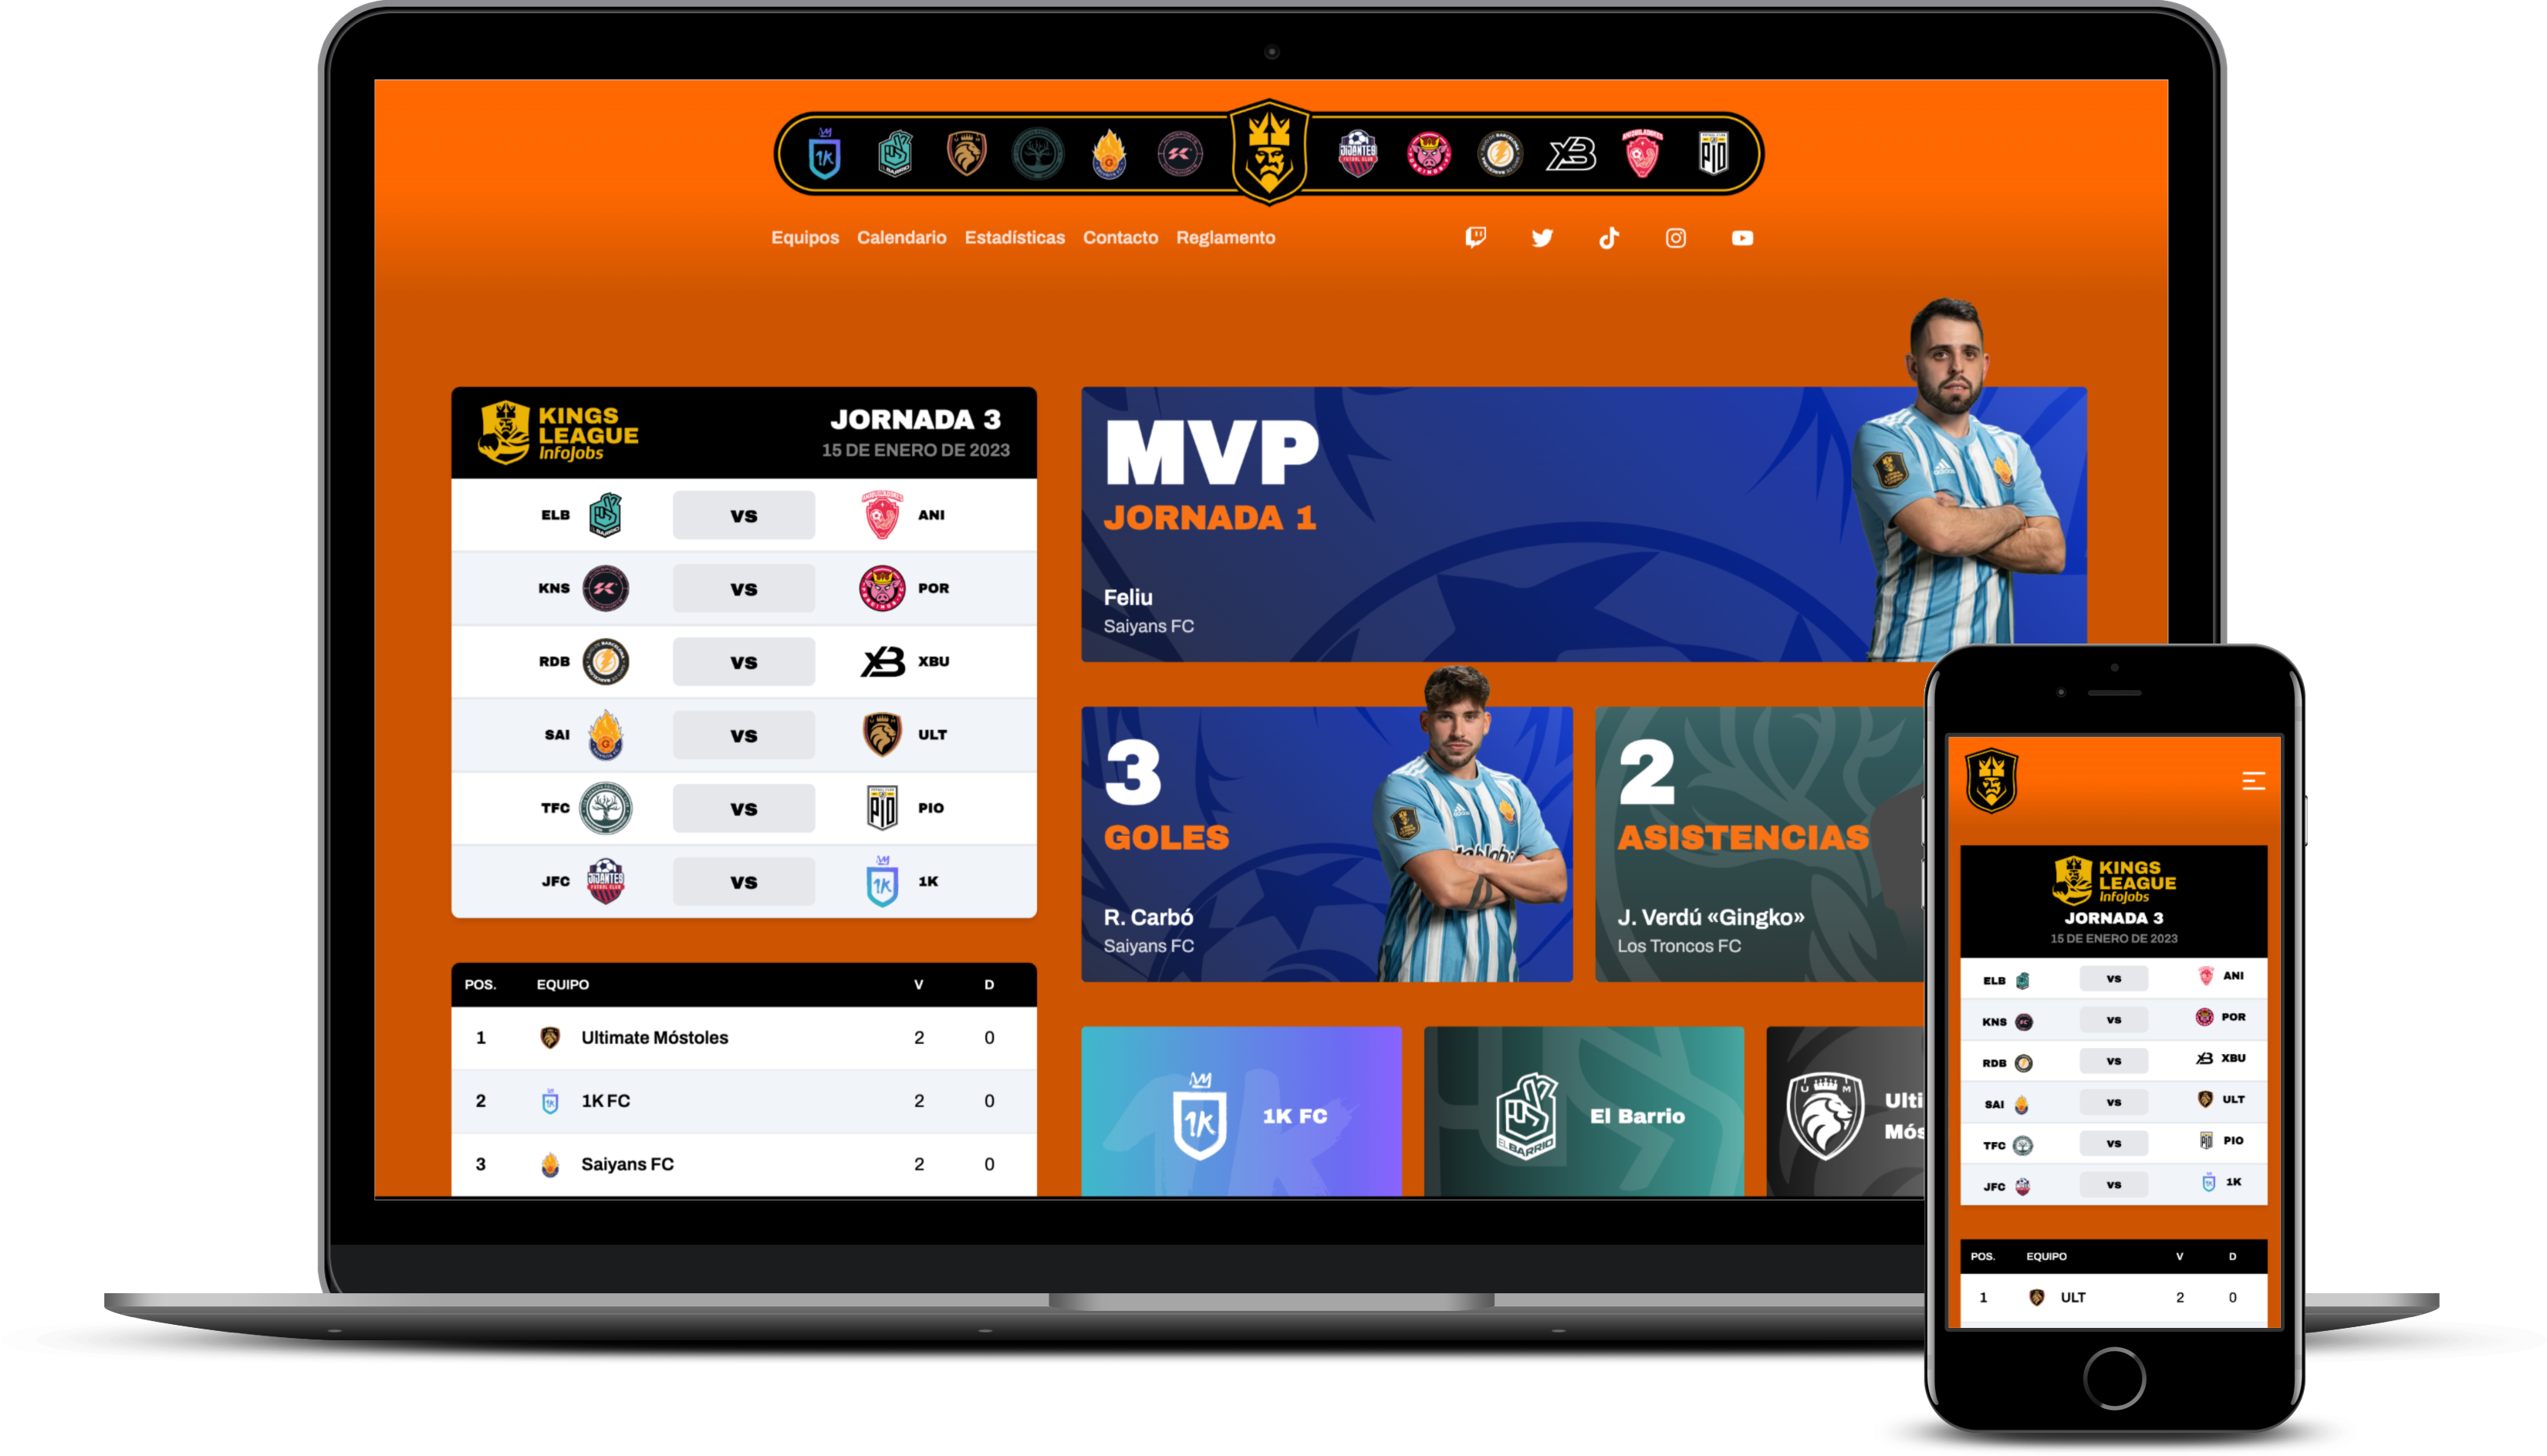 Equipos Calendario Estadísticas Contacto Reglamento
KINGS
LEAGUE
InfoJobs
JORNADA 3
15 DE ENERO DE 2023
ELB VS ANI
KNS VS POR
RDB VS XBU
SAI VS ULT
TFC VS PIO
JFC VS 1K
POS. EQUIPO V D
1 Ultimate Móstoles 2 0
2 1K FC 2 0
3 Saiyans FC 2 0
MVP
JORNADA 1
Feliu
Saiyans FC
3
GOLES
R. Carbó
Saiyans FC
2
ASISTENCIAS
J. Verdú «Gingko»
Los Troncos FC
1K
1K FC
EL BARRIO
El Barrio
U M
Ulti
Mós
KINGS
LEAGUE
InfoJobs
JORNADA 3
15 DE ENERO DE 2023
ELB VS ANI
KNS VS POR
RDB VS XBU
SAI VS ULT
TFC VS PIO
JFC VS 1K
POS. EQUIPO V D
1 ULT 2 0